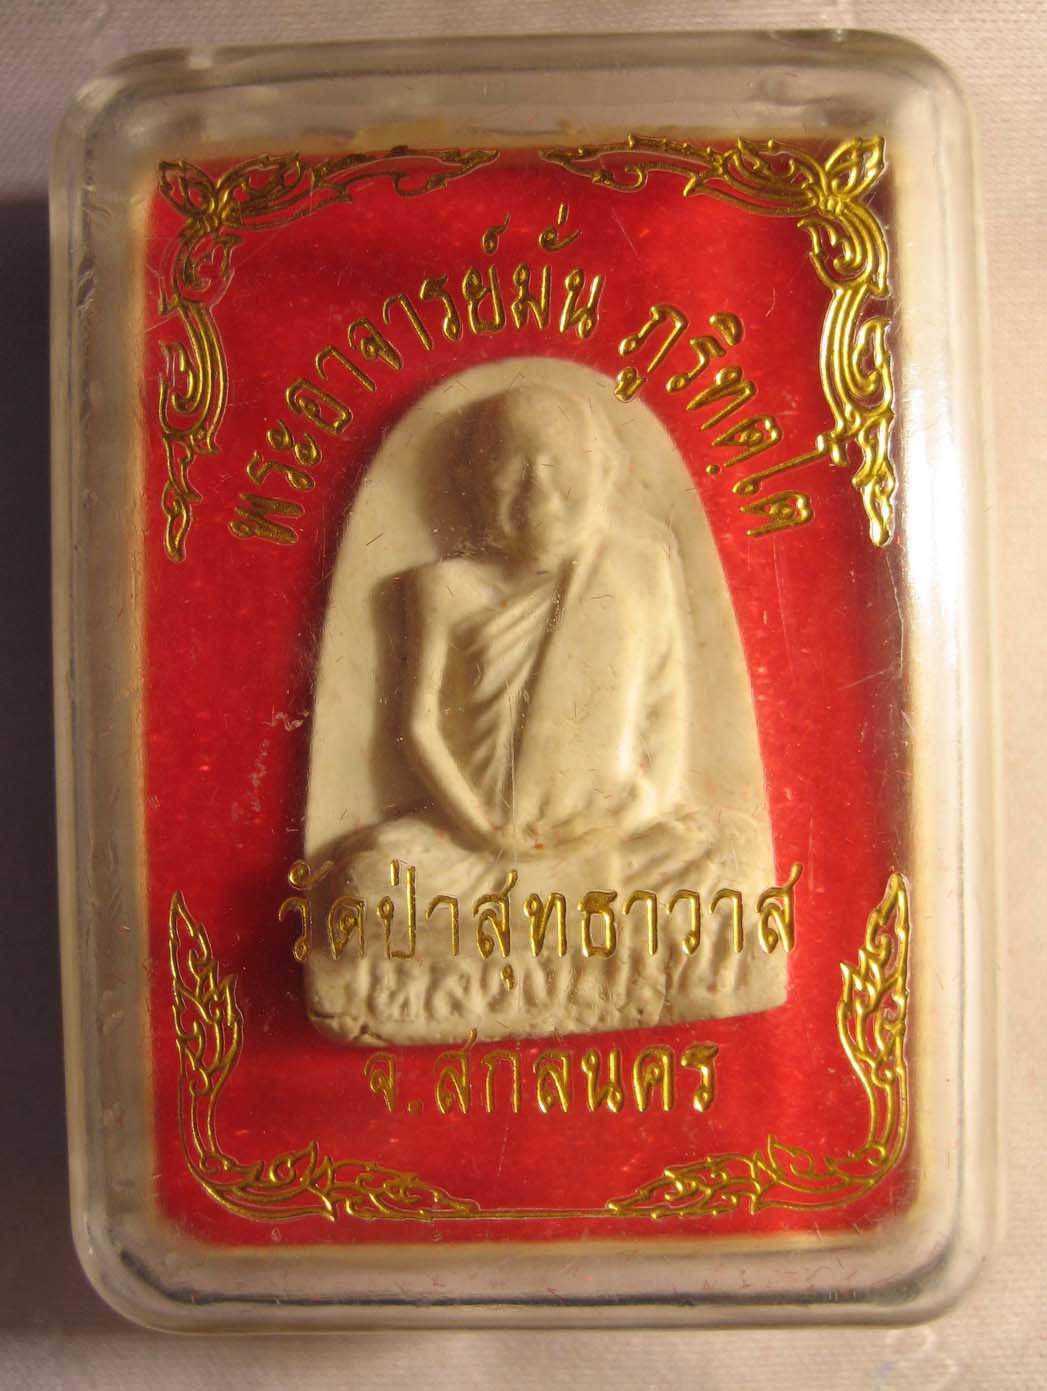 พระอาจารย์มั่น ภูริทตฺโต
วัดป่าสุทธาวาส
จ.สกลนคร